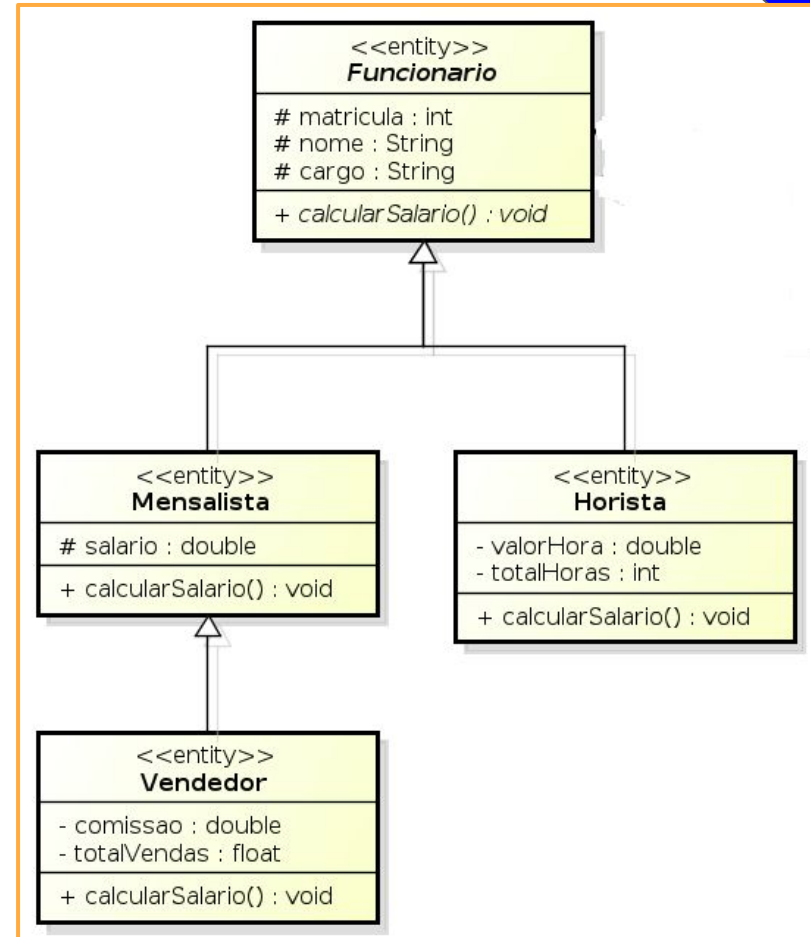 <<entity>>
Funcionario
# matricula : int
# nome : String
# cargo : String
+ calcularSalario() : void
<<entity>>
Mensalista
# salario : double
+ calcularSalario() : void
<<entity>>
Horista
- valorHora : double
- totalHoras : int
+ calcularSalario() : void
<<entity>>
Vendedor
- comissao : double
- totalVendas : float
+ calcularSalario() : void